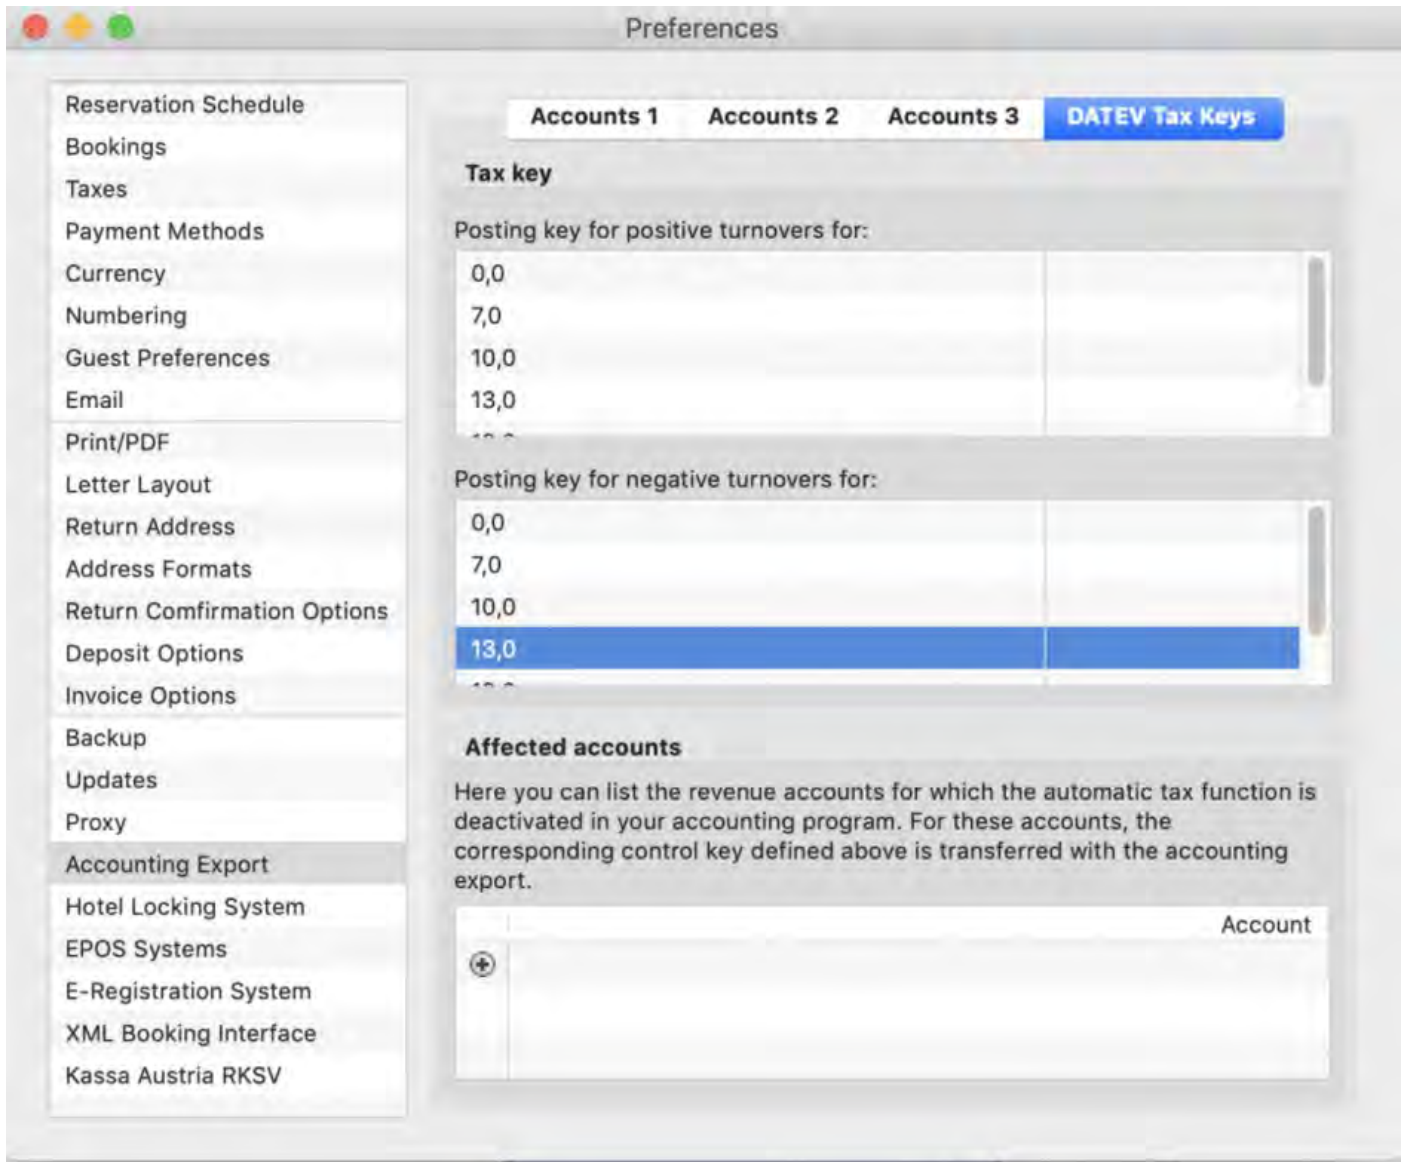 Preferences
Reservation Schedule
Bookings
Taxes
Payment Methods
Currency
Numbering
Guest Preferences
Email
Print/PDF
Letter Layout
Return Address
Address Formats
Return Comfirmation Options
Deposit Options
Invoice Options
Backup
Updates
Proxy
Accounting Export
Hotel Locking System
EPOS Systems
E-Registration System
XML Booking Interface
Kassa Austria RKSV
Accounts 1 Accounts 2 Accounts 3 DATEV Tax Keys
Tax key
Posting key for positive turnovers for:
0,0
7,0
10,0
13,0
Posting key for negative turnovers for:
0,0
7,0
10,0
13,0
Affected accounts
Here you can list the revenue accounts for which the automatic tax function is
deactivated in your accounting program. For these accounts, the
corresponding control key defined above is transferred with the accounting
export.
Account